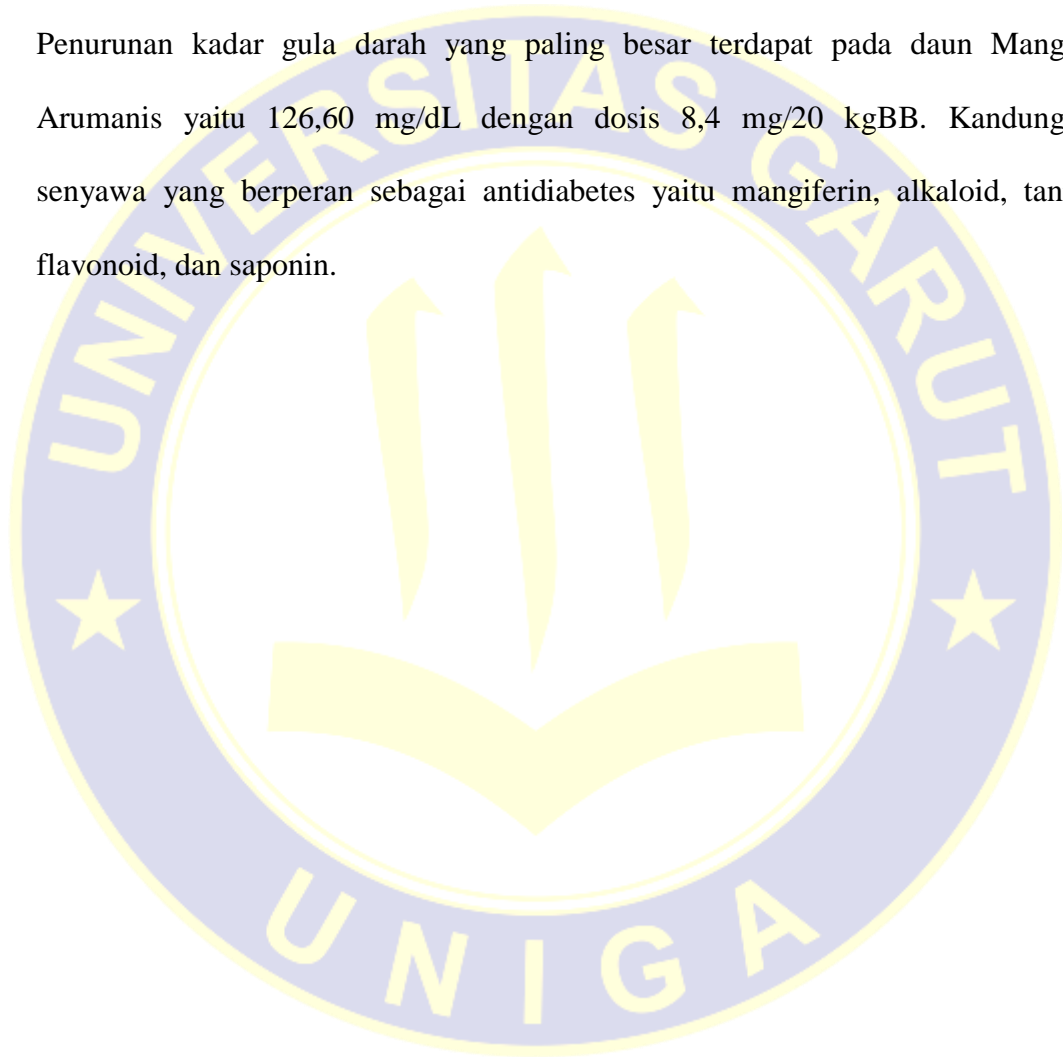 Penurunan kadar gula darah yang paling besar terdapat pada daun Mang
Arumanis yaitu 126,60 mg/dL dengan dosis 8,4 mg/20 kgBB. Kandung
senyawa yang berperan sebagai antidiabetes yaitu mangiferin, alkaloid, tan
flavonoid, dan saponin.
UNIVERSITAS GARUT
UNIGA